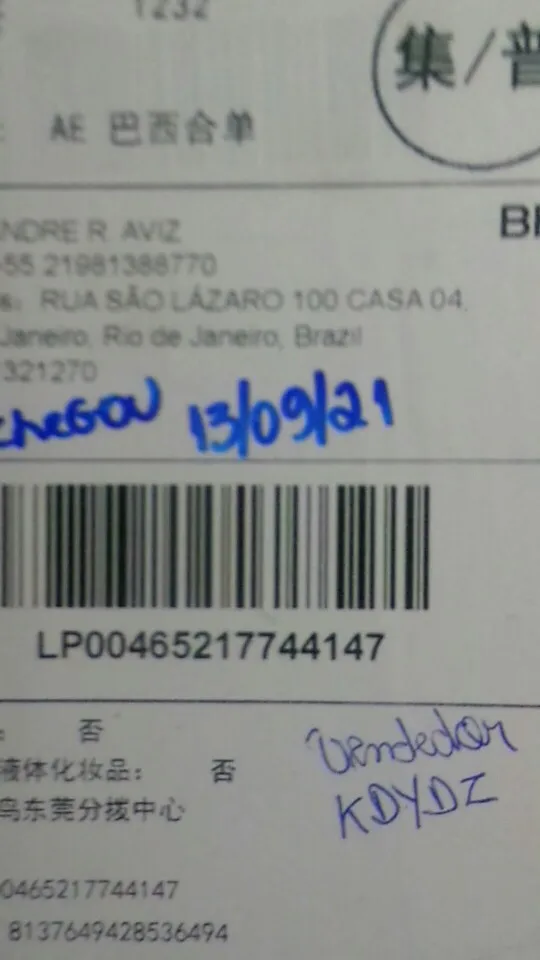 1232
集/普
AE 巴西合单
NDRE R. AVIZ
55 21981388770
RUA SÃO LÁZARO 100 CASA 04,
Janeiro, Rio de Janeiro, Brazil
321270
cheGOU 13/09/21
LP00465217744147
否
液体化妆品： 否
乌东莞分拨中心
Vendedor
KDYDZ
0465217744147
8137649428536494